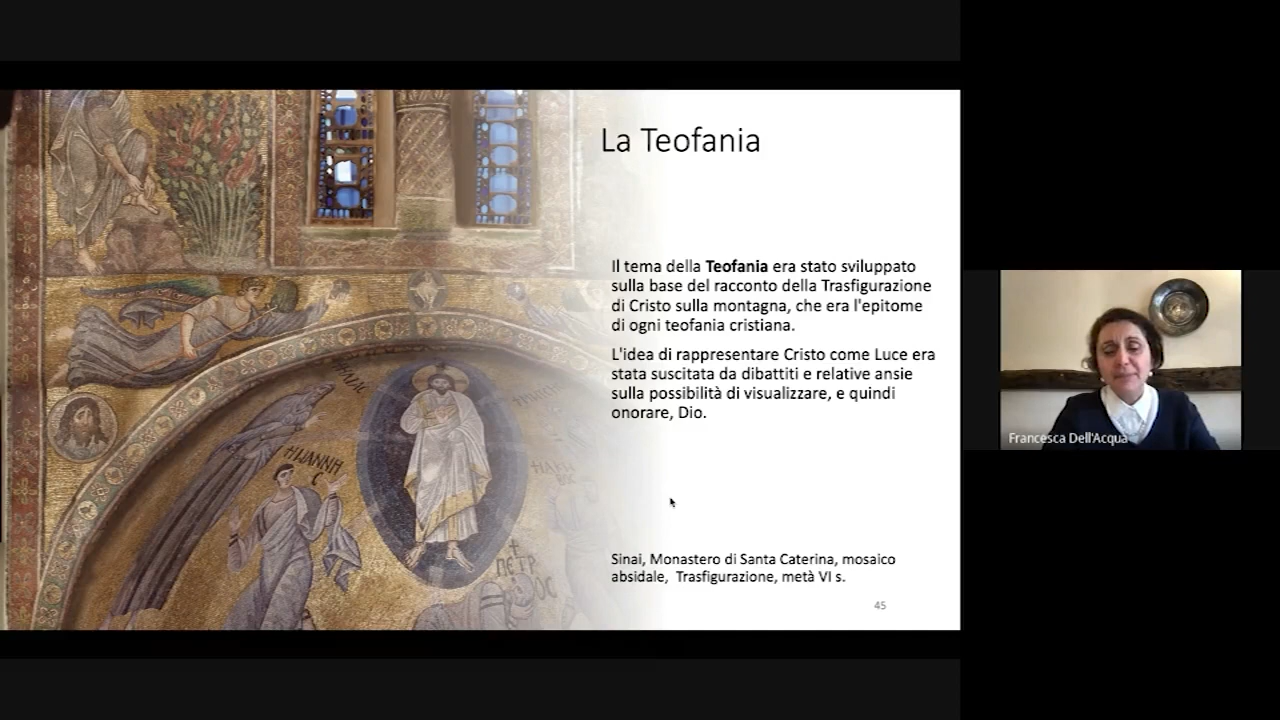 La Teofania
Il tema della Teofania era stato sviluppato
sulla base del racconto della Trasfigurazione
di Cristo sulla montagna, che era l'epitome
di ogni teofania cristiana.
L'idea di rappresentare Cristo come Luce era
stata suscitata da dibattiti e relative ansie
sulla possibilità di visualizzare, e quindi
onorare, Dio.
Sinai, Monastero di Santa Caterina, mosaico
absidale, Trasfigurazione, metà VI s.
45
Francesca Dell'Acqua